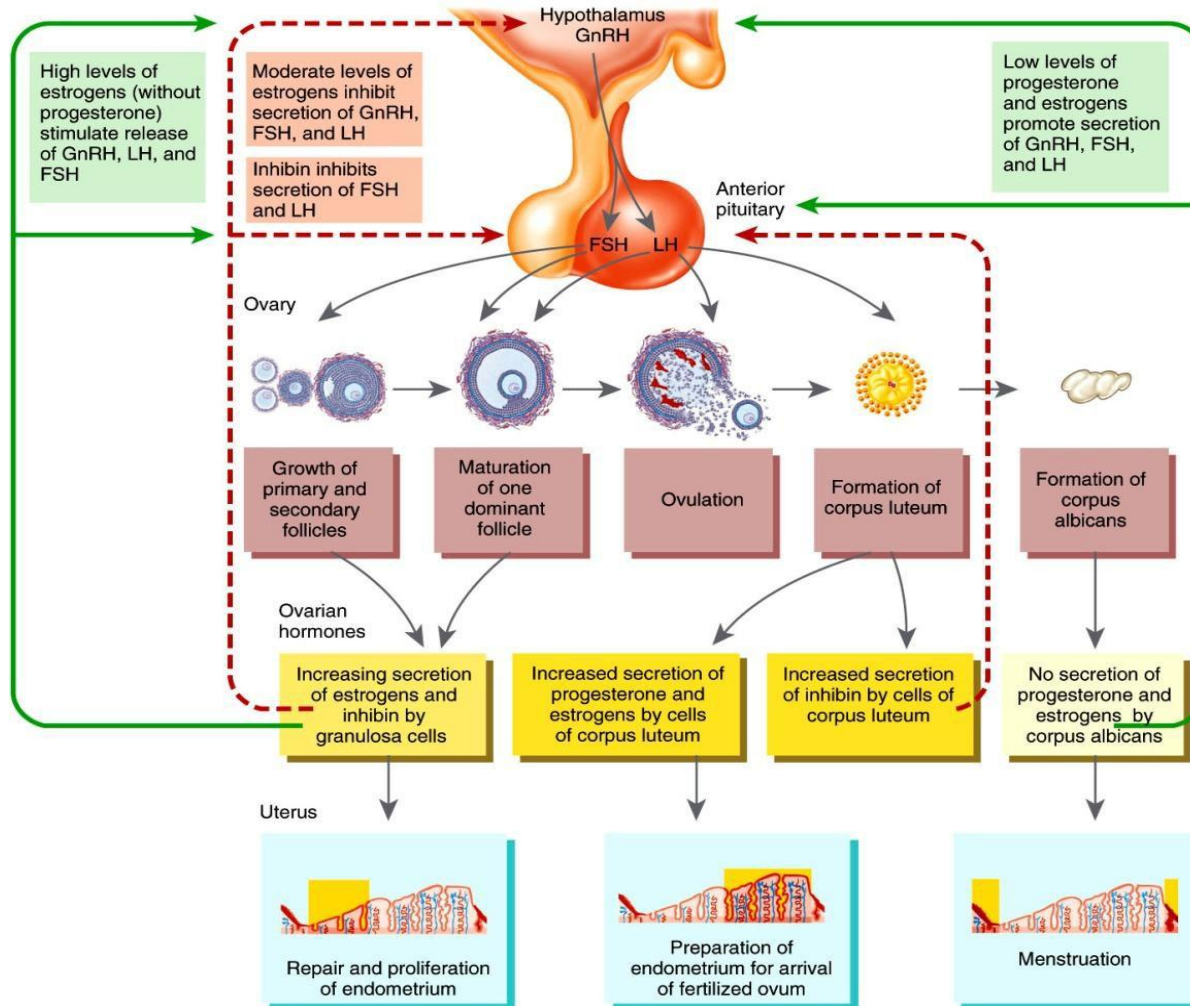 Hypothalamus
GnRH
High levels of
estrogens (without
progesterone)
stimulate release
of GnRH, LH, and
FSH
Moderate levels of
estrogens inhibit
secretion of GnRH,
FSH, and LH
Inhibin inhibits
secretion of FSH
and LH
Low levels of
progesterone
and estrogens
promote secretion
of GnRH, FSH,
and LH
Anterior
pituitary
FSH
LH
Ovary
Growth of
primary and
secondary
follicles
Maturation
of one
dominant
follicle
Ovulation
Formation of
corpus luteum
Formation of
corpus
albicans
Ovarian
hormones
Increasing secretion
of estrogens and
inhibin by
granulosa cells
Increased secretion of
progesterone and
estrogens by cells
of corpus luteum
Increased secretion
of inhibin by cells of
corpus luteum
No secretion of
progesterone and
estrogens by
corpus albicans
Uterus
Repair and proliferation
of endometrium
Preparation of
endometrium for arrival
of fertilized ovum
Menstruation